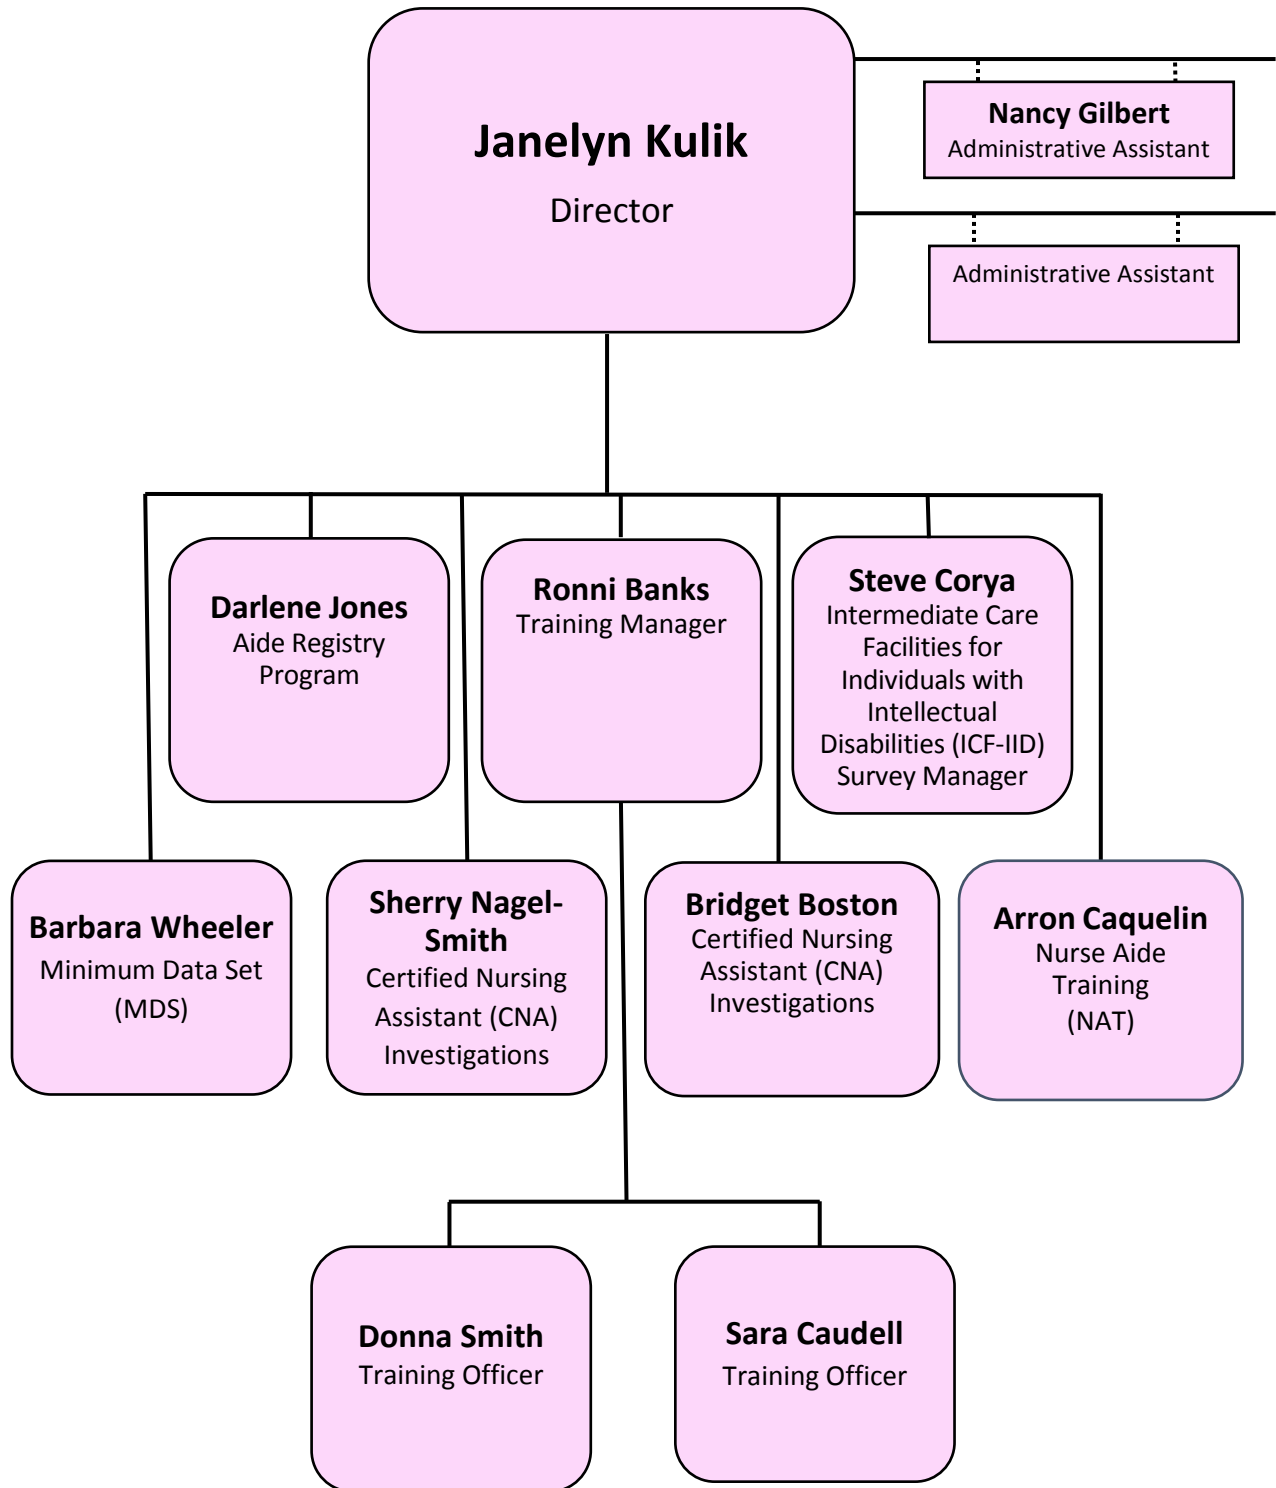 Janelyn Kulik
Director
Nancy Gilbert
Administrative Assistant
Administrative Assistant
Darlene Jones
Aide Registry
Program
Ronni Banks
Training Manager
Steve Corya
Intermediate Care
Facilities for
Individuals with
Intellectual
Disabilities (ICF-IID)
Survey Manager
Barbara Wheeler
Minimum Data Set
(MDS)
Sherry Nagel-
Smith
Certified Nursing
Assistant (CNA)
Investigations
Bridget Boston
Certified Nursing
Assistant (CNA)
Investigations
Arron Caquelin
Nurse Aide
Training
(NAT)
Donna Smith
Training Officer
Sara Caudell
Training Officer